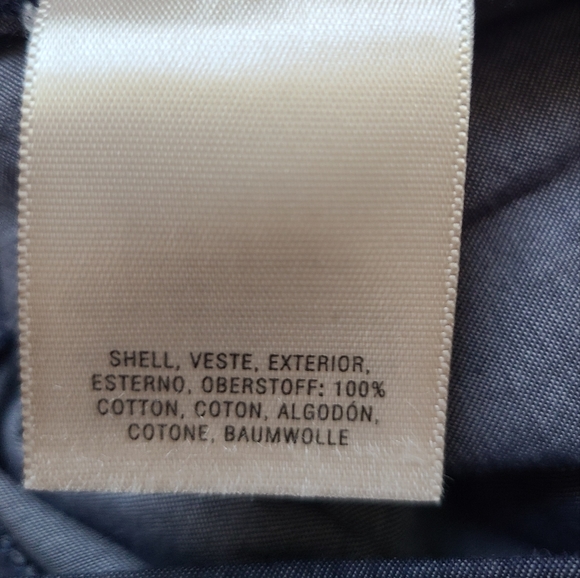 SHELL, VESTE, EXTERIOR,
ESTERNO, OBERSTOFF: 100%
COTTON, COTON, ALGODÓN,
COTONE, BAUMWOLLE